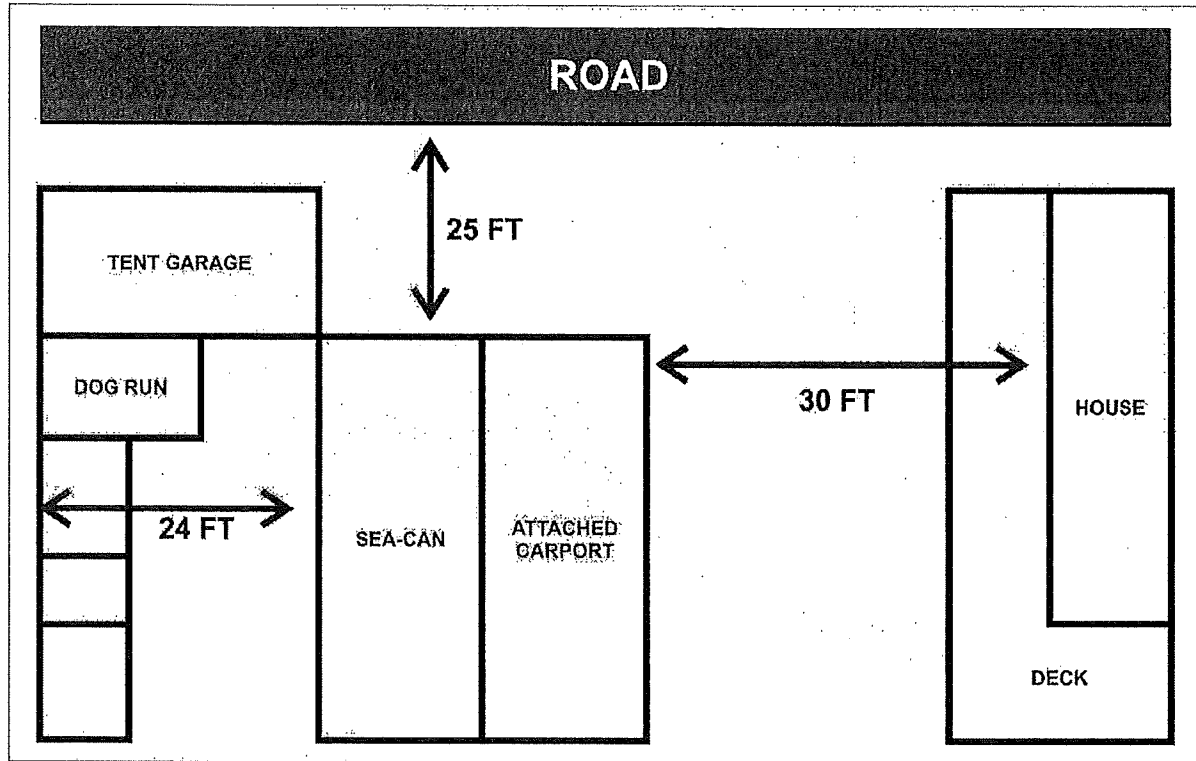 ROAD
25 FT
TENT GARAGE
DOG RUN
30 FT
HOUSE
24 FT
SEA-CAN
ATTACHED
CARPORT
DECK